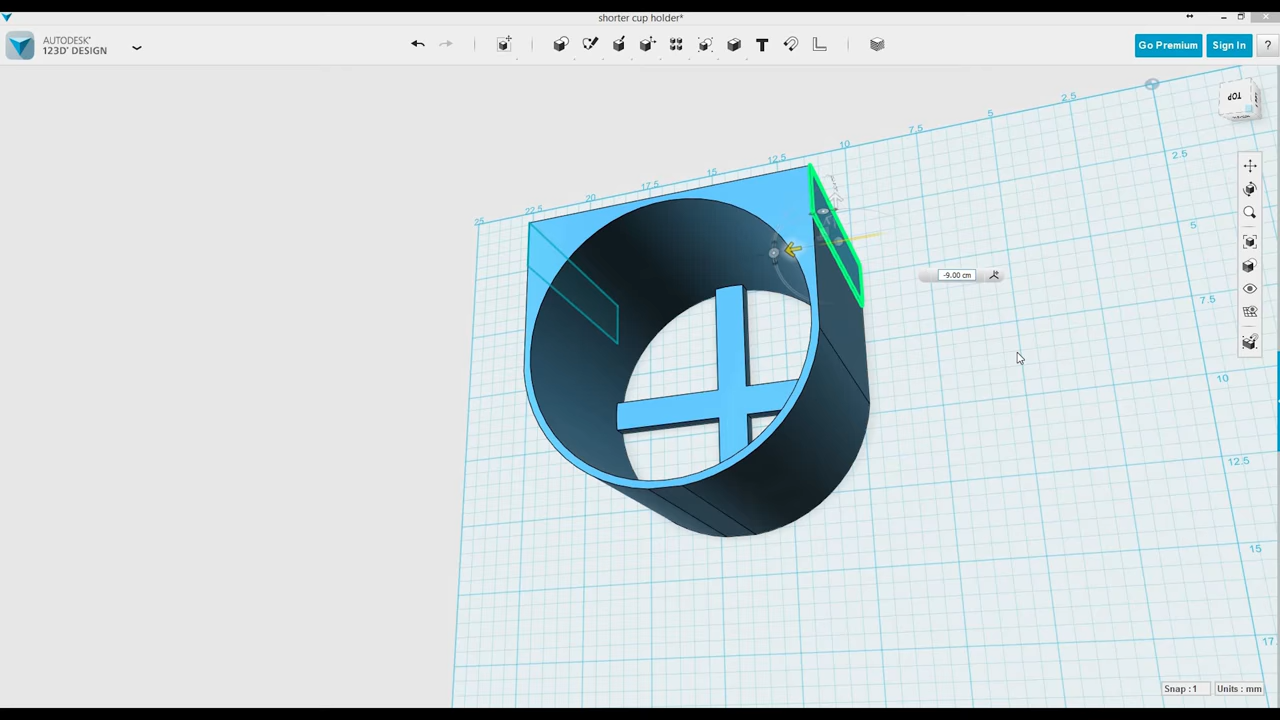 shorter cup holder*
AUTODESK®
123D® DESIGN
Go Premium
Sign In
?
TOP
25
22.5
20
17.5
15
12.5
10
7.5
5
2.5
2.5
5
7.5
10
12.5
15
17.
-9.00 cm
Snap : 1
Units : mm